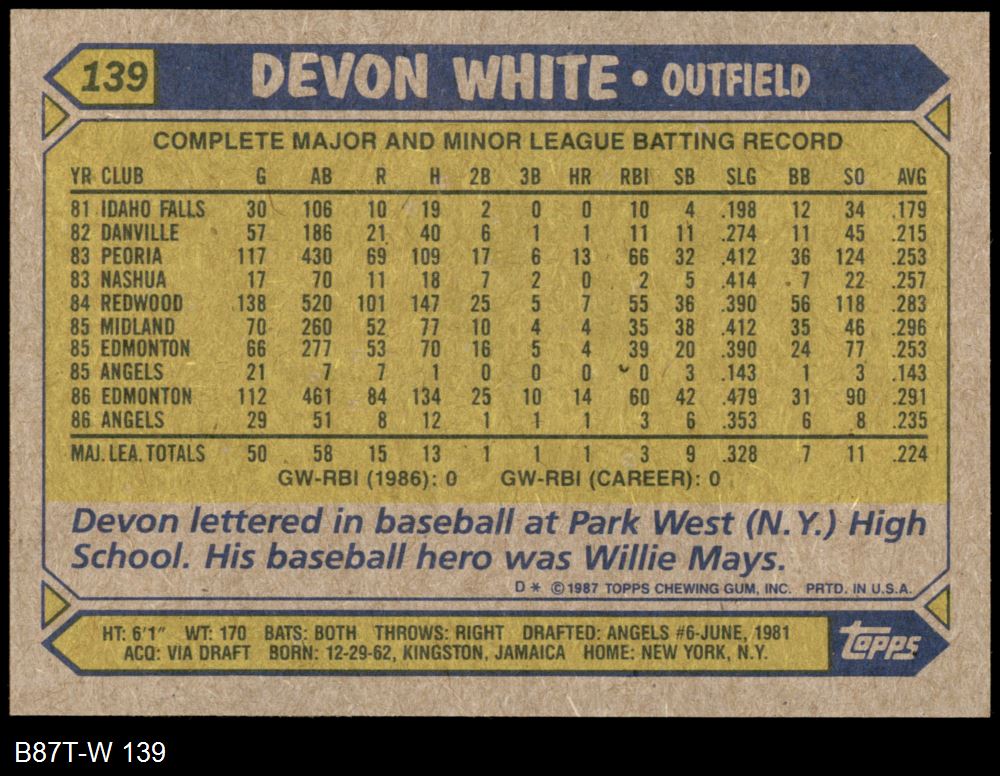 139 DEVON WHITE • OUTFIELD
COMPLETE MAJOR AND MINOR LEAGUE BATTING RECORD
YR CLUB G AB R H 2B 3B HR RBI SB SLG BB SO AVG
81 IDAHO FALLS 30 106 10 19 2 0 0 10 4 .198 12 34 .179
82 DANVILLE 57 186 21 40 6 1 1 11 11 .274 11 45 .215
83 PEORIA 117 430 69 109 17 6 13 66 32 .412 36 124 .253
83 NASHUA 17 70 11 18 7 2 0 2 5 .414 7 22 .257
84 REDWOOD 138 520 101 147 25 5 7 55 36 .390 56 118 .283
85 MIDLAND 70 260 52 77 10 4 4 35 38 .412 35 46 .296
85 EDMONTON 66 277 53 70 16 5 4 39 20 .390 24 77 .253
85 ANGELS 21 7 7 1 0 0 0 0 3 .143 1 3 .143
86 EDMONTON 112 461 84 134 25 10 14 60 42 .479 31 90 .291
86 ANGELS 29 51 8 12 1 1 1 3 6 .353 6 8 .235
MAJ. LEA. TOTALS 50 58 15 13 1 1 1 3 9 .328 7 11 .224
GW-RBI (1986): 0 GW-RBI (CAREER): 0
Devon lettered in baseball at Park West (N.Y.) High
School. His baseball hero was Willie Mays.
D * © 1987 TOPPS CHEWING GUM, INC. PRTD. IN U.S.A.
HT: 6'1" WT: 170 BATS: BOTH THROWS: RIGHT DRAFTED: ANGELS #6-JUNE, 1981
ACQ: VIA DRAFT BORN: 12-29-62, KINGSTON, JAMAICA HOME: NEW YORK, N.Y.
topps
B87T-W 139